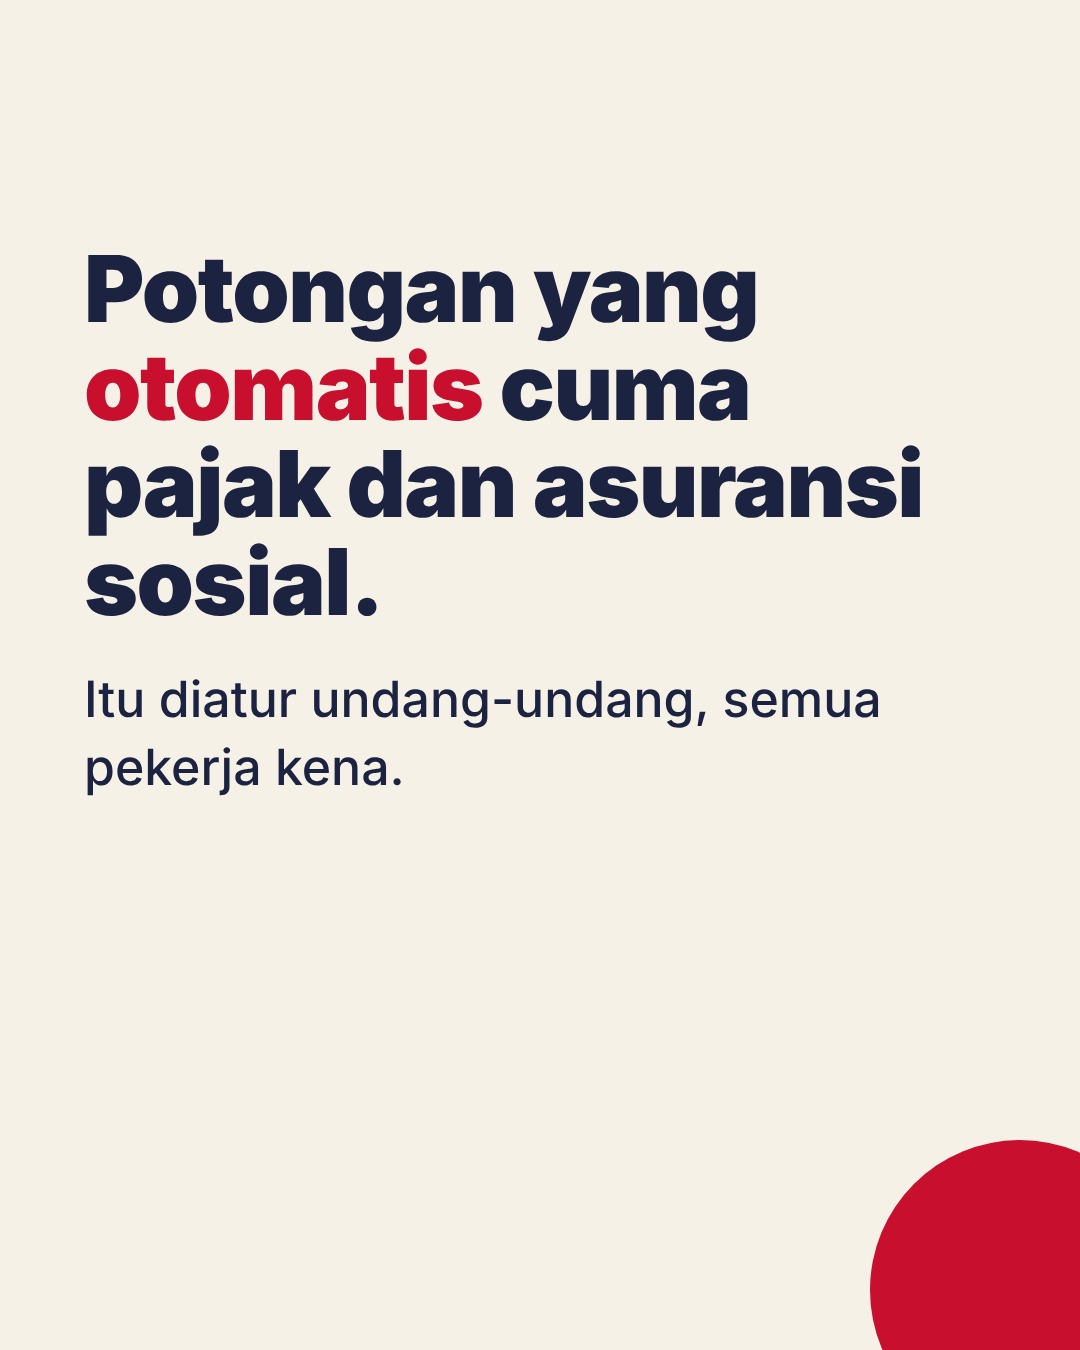 Potongan yang
otomatis cuma
pajak dan asuransi
sosial.
Itu diatur undang-undang, semua
pekerja kena.